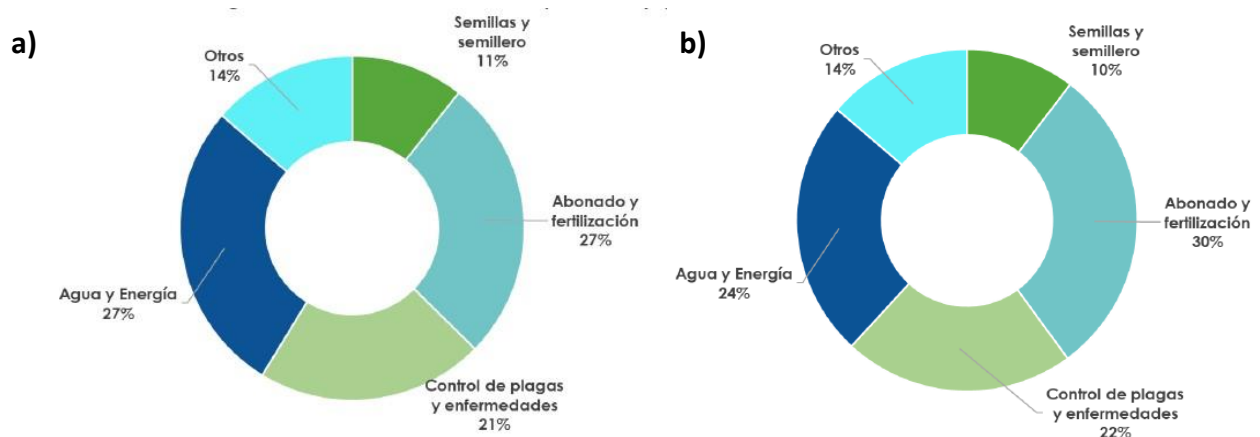 a)
Semillas y
semillero
11%
Otros
14%
Abonado y
fertilización
27%
Agua y Energía
27%
Control de plagas
y enfermedades
21%
b)
Semillas y
semillero
10%
Otros
14%
Abonado y
fertilización
30%
Agua y Energía
24%
Control de plagas
y enfermedades
22%